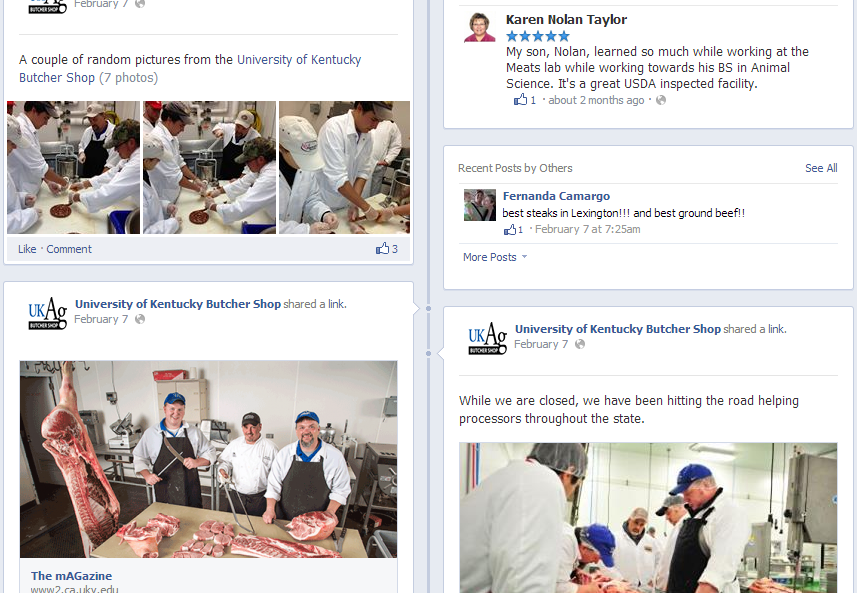 February 7
BUTCHER SHOP
A couple of random pictures from the University of Kentucky
Butcher Shop (7 photos)
Like · Comment
3
UKAg
BUTCHER SHOP
University of Kentucky Butcher Shop shared a link.
February 7
The mAGazine
www2.ca.uky.edu
Karen Nolan Taylor
My son, Nolan, learned so much while working at the
Meats lab while working towards his BS in Animal
Science. It's a great USDA inspected facility.
1 · about 2 months ago ·
Recent Posts by Others
See All
Fernanda Camargo
best steaks in Lexington!!! and best ground beef!!
1 · February 7 at 7:25am
More Posts
UKAg
BUTCHER SHOP
University of Kentucky Butcher Shop shared a link.
February 7
While we are closed, we have been hitting the road helping
processors throughout the state.